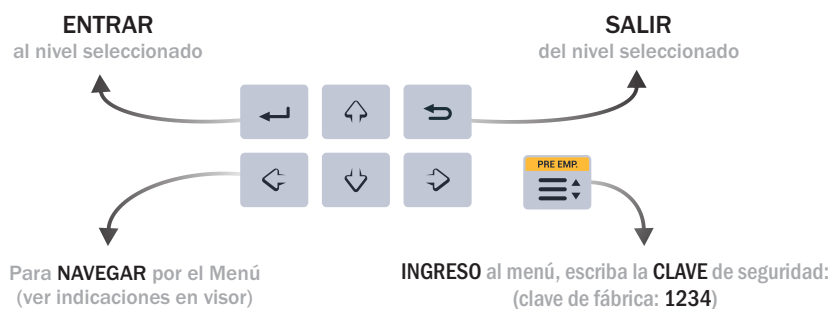 ENTRAR
al nivel seleccionado
SALIR
del nivel seleccionado
PRE EMP.
Para NAVEGAR por el Menú
(ver indicaciones en visor)
INGRESO al menú, escriba la CLAVE de seguridad:
(clave de fábrica: 1234)